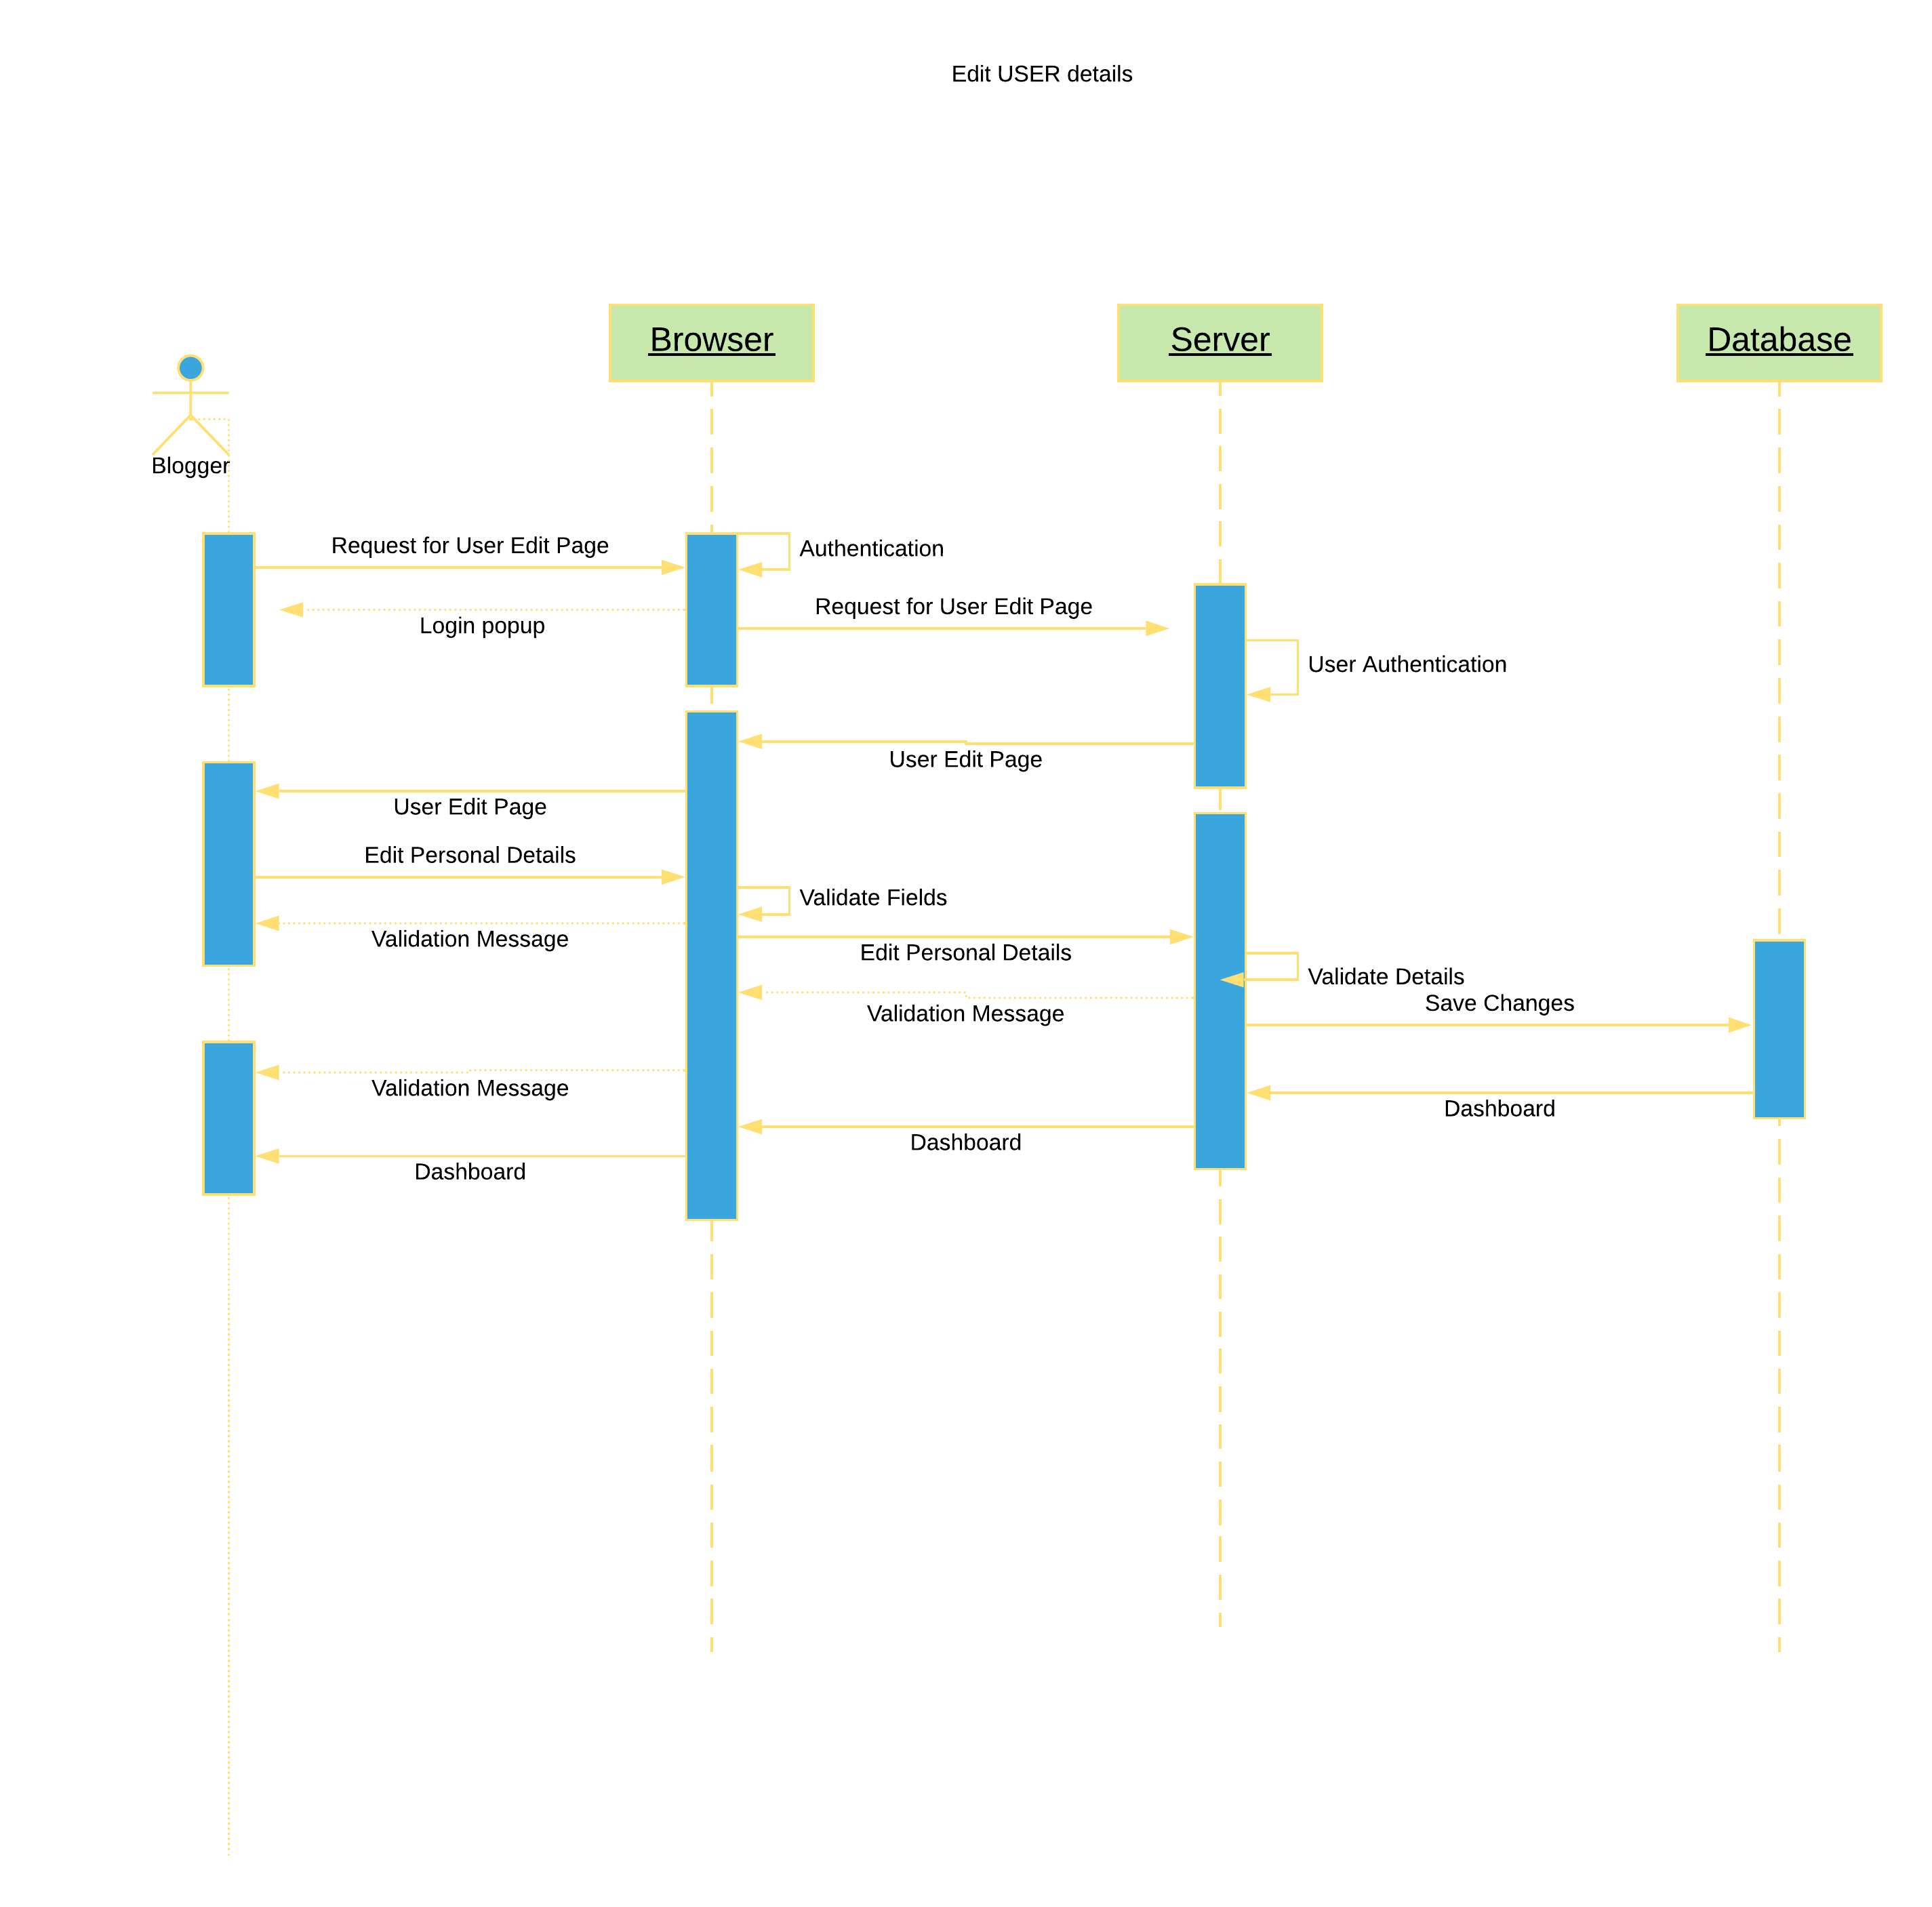 Edit USER details
Browser
Server
Database
Blogger
Request for User Edit Page
Authentication
Request for User Edit Page
Login popup
User Authentication
User Edit Page
User Edit Page
Edit Personal Details
Validate Fields
Validation Message
Edit Personal Details
Validate Details
Save Changes
Validation Message
Validation Message
Dashboard
Dashboard
Dashboard